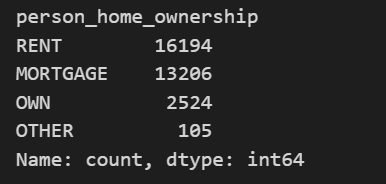 person_home_ownership
RENT        16194
MORTGAGE    13206
OWN          2524
OTHER         105
Name: count, dtype: int64